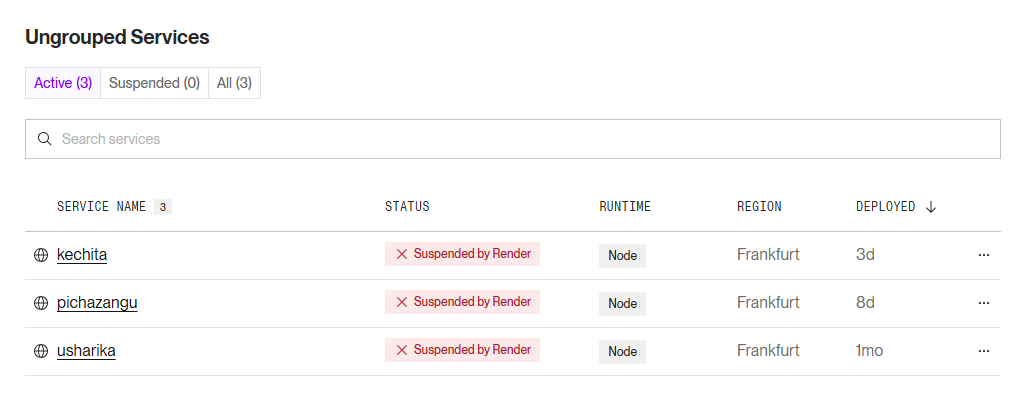 Ungrouped Services
Active (3) Suspended (0) All (3)
Search services
SERVICE NAME 3 STATUS RUNTIME REGION DEPLOYED
kechita Suspended by Render Node Frankfurt 3d
pichazangu Suspended by Render Node Frankfurt 8d
usharika Suspended by Render Node Frankfurt 1mo